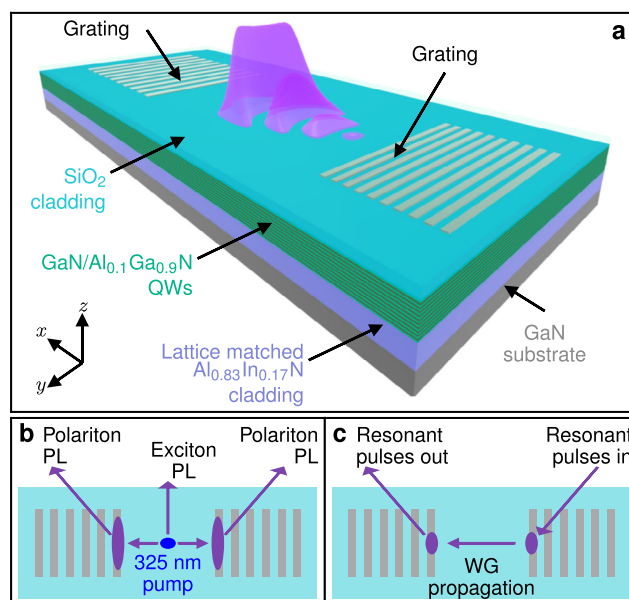 a
Grating
Grating
SiO₂
cladding
GaN/Al₀.₁Ga₀.₉N
QWs
Lattice matched
Al₀.₈₃In₀.₁₇N
cladding
GaN
substrate
z
x
y
b
Polariton
PL
Exciton
PL
Polariton
PL
325 nm
pump
c
Resonant
pulses out
Resonant
pulses in
WG
propagation